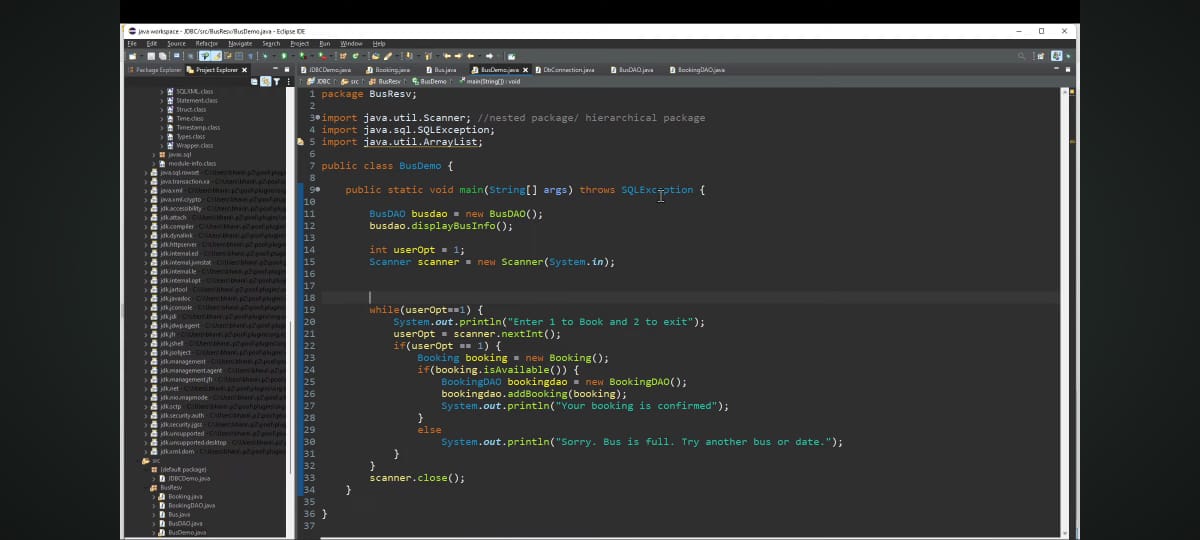 java workspace - JDBC/src/BusResv/BusDemo.java - Eclipse IDE
File Edit Source Refactor Navigate Search Project Run Window Help
Package Explorer Project Explorer
JDBCDemo.java Booking.java Bus.java BusDemo.java DbConnection.java BusDAO.java BookingDAO.java
JDBC src BusResv BusDemo main(String[]) : void
SQLXML.class
Statement.class
Struct.class
Time.class
Timestamp.class
Types.class
Wrapper.class
javax.sql
module-info.class
java.sql.rowset
java.transaction.xa
java.xml
java.xml.crypto
jdk.accessibility
jdk.attach
jdk.compiler
jdk.dynalink
jdk.httpserver
jdk.internal.ed
jdk.internal.jvmstat
jdk.internal.le
jdk.internal.opt
jdk.jartool
jdk.javadoc
jdk.jconsole
jdk.jdi
jdk.jdwp.agent
jdk.jfr
jdk.jshell
jdk.jsobject
jdk.management
jdk.management.agent
jdk.management.jfr
jdk.net
jdk.nio.mapmode
jdk.sctp
jdk.security.auth
jdk.security.jgss
jdk.unsupported
jdk.unsupported.desktop
jdk.xml.dom
src
(default package)
JDBCDemo.java
BusResv
Booking.java
BookingDAO.java
Bus.java
BusDAO.java
BusDemo.java
1 package BusResv;
2
3 import java.util.Scanner; //nested package/ hierarchical package
4 import java.sql.SQLException;
5 import java.util.ArrayList;
6
7 public class BusDemo {
8
9 public static void main(String[] args) throws SQLException {
10
11 BusDAO busdao = new BusDAO();
12 busdao.displayBusInfo();
13
14 int userOpt = 1;
15 Scanner scanner = new Scanner(System.in);
16
17
18
19 while(userOpt==1) {
20 System.out.println("Enter 1 to Book and 2 to exit");
21 userOpt = scanner.nextInt();
22 if(userOpt == 1) {
23 Booking booking = new Booking();
24 if(booking.isAvailable()) {
25 BookingDAO bookingdao = new BookingDAO();
26 bookingdao.addBooking(booking);
27 System.out.println("Your booking is confirmed");
28 }
29 else
30 System.out.println("Sorry. Bus is full. Try another bus or date.");
31 }
32 }
33 scanner.close();
34 }
35
36 }
37